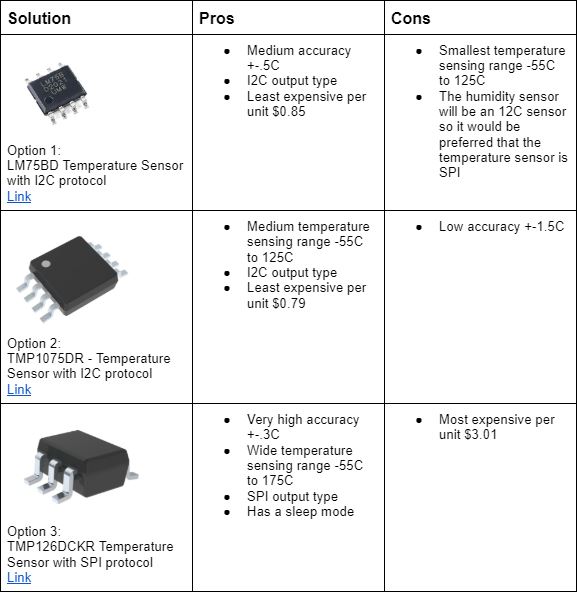 Solution
Pros
Cons
LM75B
02021
UM#
Option 1:
LM75BD Temperature Sensor
with I2C protocol
Link
● Medium accuracy
+-.5C
● I2C output type
● Least expensive per
unit $0.85
● Smallest temperature
sensing range -55C
to 125C
● The humidity sensor
will be an 12C sensor
so it would be
preferred that the
temperature sensor is
SPI
Option 2:
TMP1075DR - Temperature
Sensor with I2C protocol
Link
● Medium temperature
sensing range -55C
to 125C
● I2C output type
● Least expensive per
unit $0.79
● Low accuracy +-1.5C
Option 3:
TMP126DCKR Temperature
Sensor with SPI protocol
Link
● Very high accuracy
+-.3C
● Wide temperature
sensing range -55C
to 175C
● SPI output type
● Has a sleep mode
● Most expensive per
unit $3.01